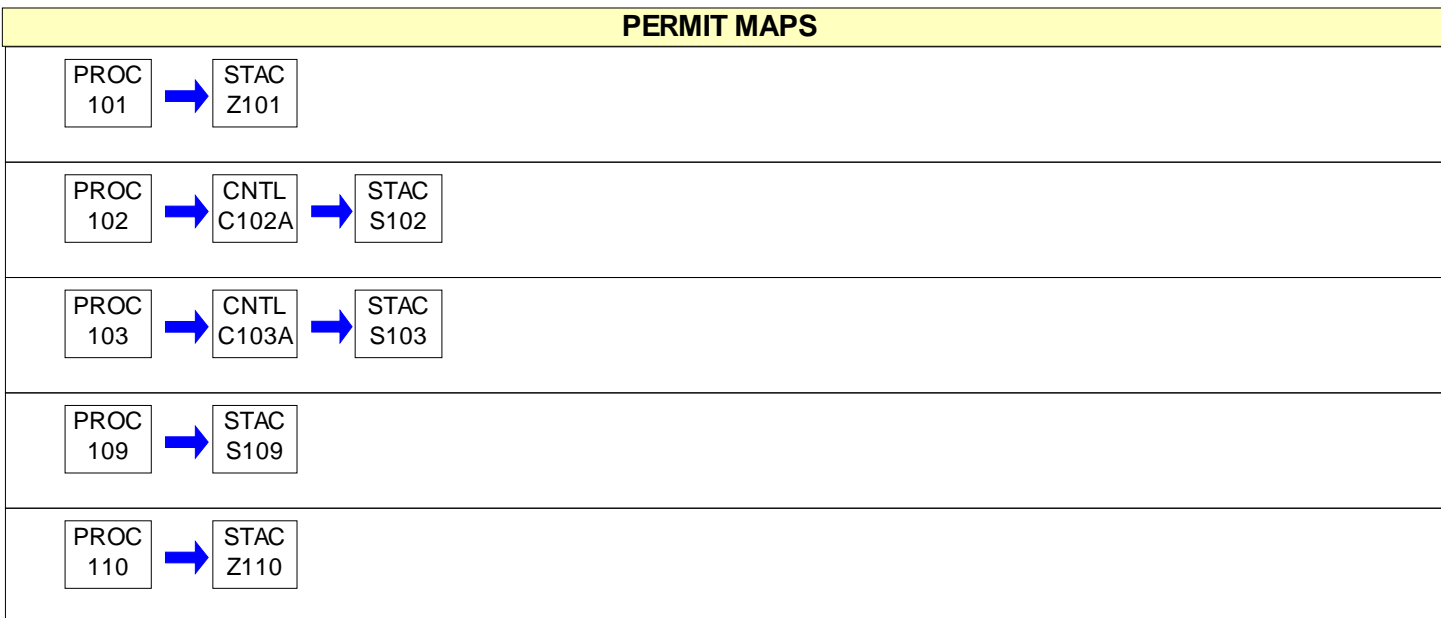 PERMIT MAPS
PROC STAC
101 Z101
PROC CNTL STAC
102 C102A S102
PROC CNTL STAC
103 C103A S103
PROC STAC
109 S109
PROC STAC
110 Z110